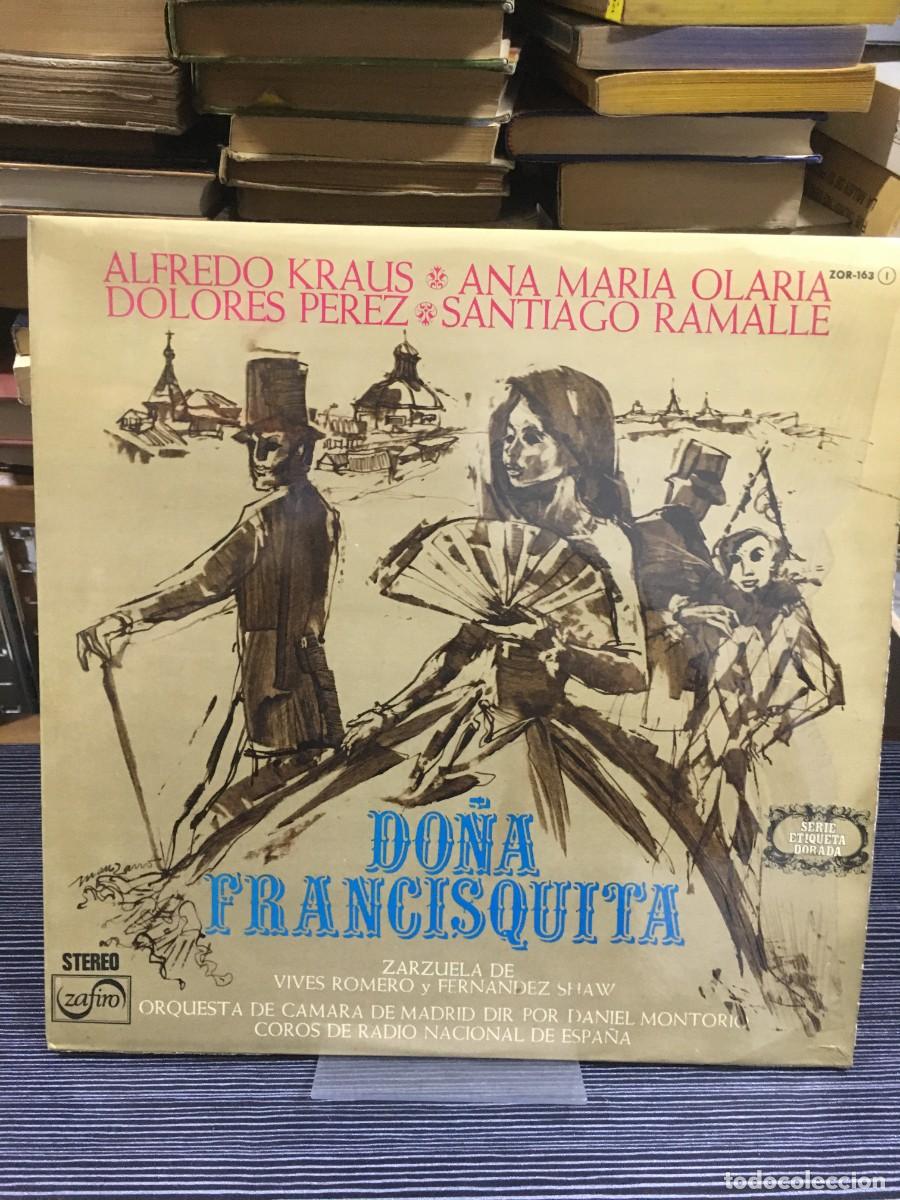 ALFREDO KRAUS ANA MARIA OLARIA
DOLORES PEREZ SANTIAGO RAMALLE
ZOR-163 I
manzano
DOÑA
FRANCISQUITA
SERIE
ETIQUETA
DORADA
STEREO
zafiro
ZARZUELA DE
VIVES ROMERO y FERNANDEZ SHAW
ORQUESTA DE CAMARA DE MADRID DIR POR DANIEL MONTORIO
COROS DE RADIO NACIONAL DE ESPAÑA
todocoleccion